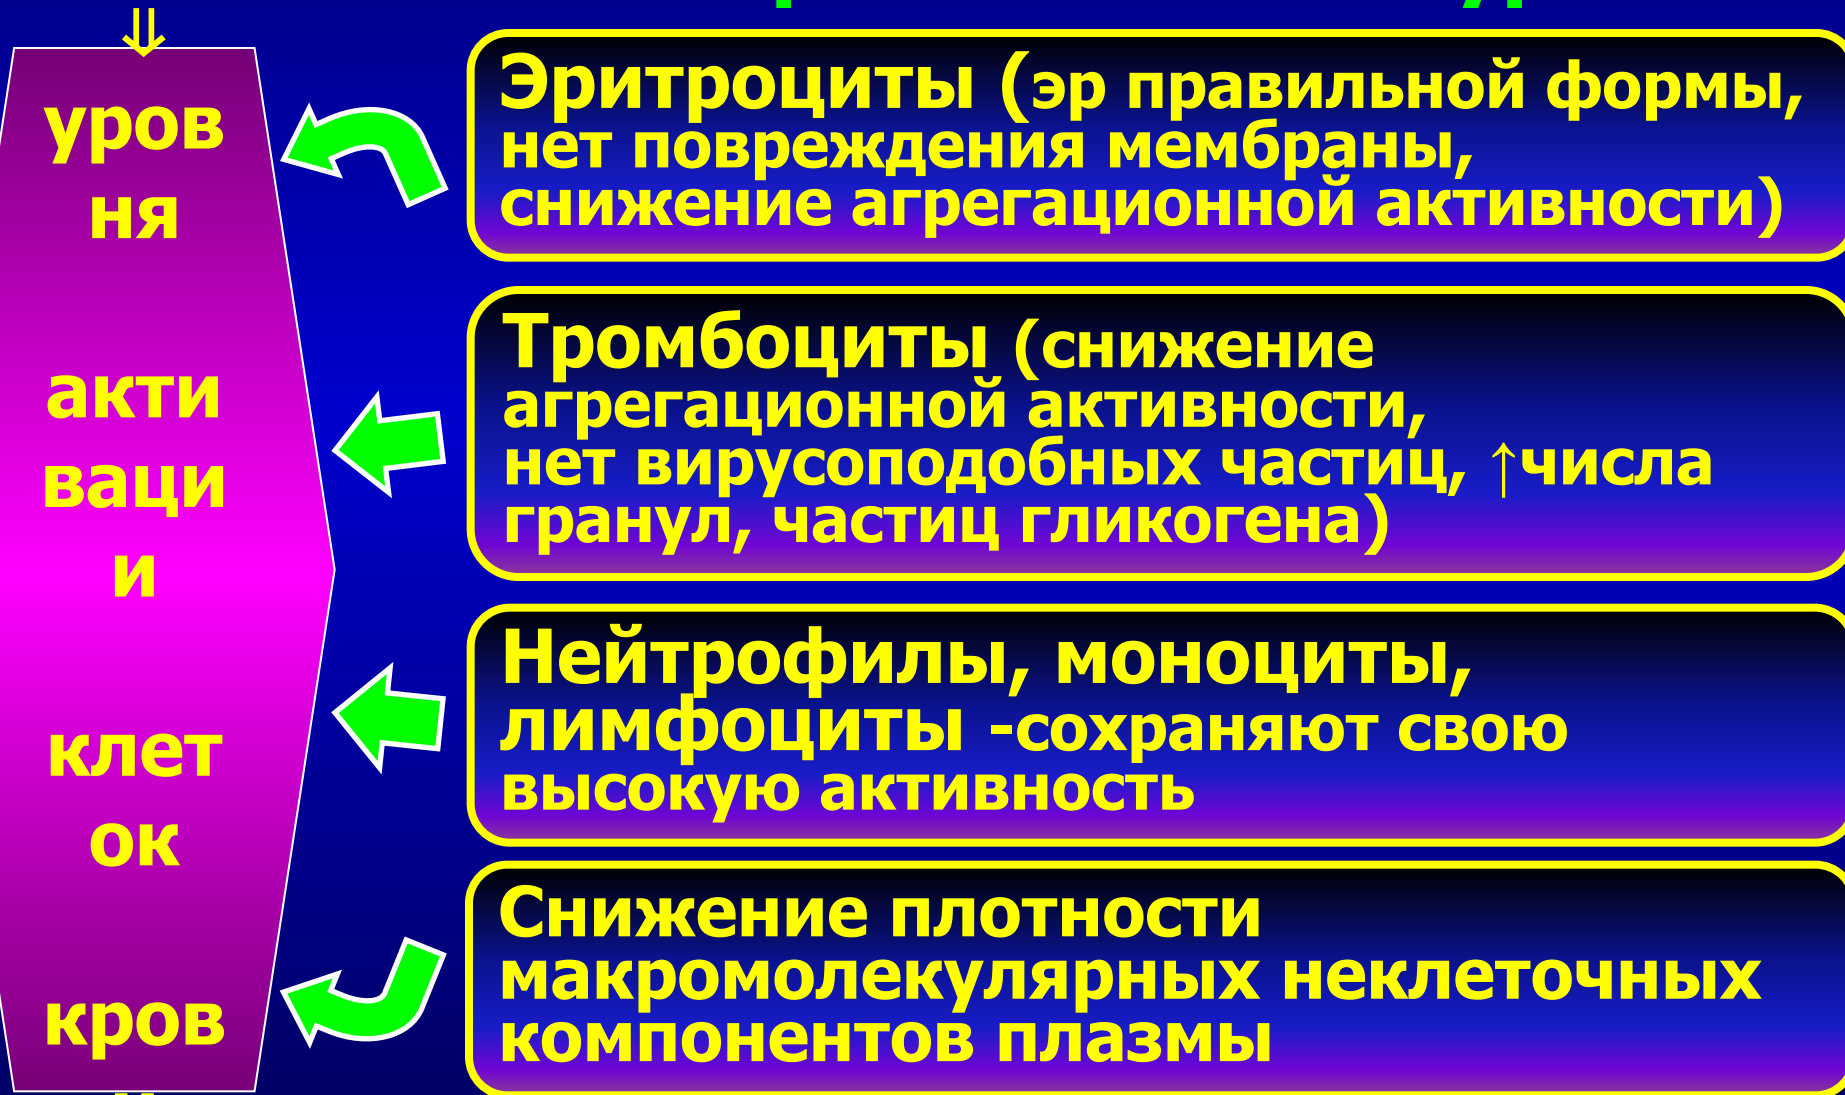 ⇓
уров
ня
акти
ваци
и
клет
ок
кров
Эритроциты (эр правильной формы,
нет повреждения мембраны,
снижение агрегационной активности)
Тромбоциты (снижение
агрегационной активности,
нет вирусоподобных частиц, ↑числа
гранул, частиц гликогена)
Нейтрофилы, моноциты,
лимфоциты -сохраняют свою
высокую активность
Снижение плотности
макромолекулярных неклеточных
компонентов плазмы